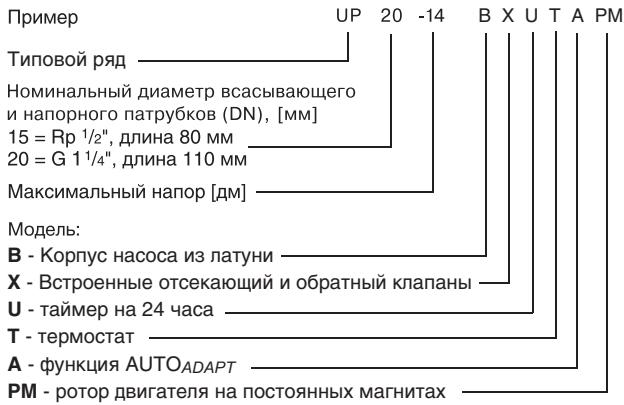 Пример UP 20 -14 B X U T A PM
Типовой ряд
Номинальный диаметр всасывающего
и напорного патрубков (DN), [мм]
15 = Rp 1/2", длина 80 мм
20 = G 1 1/4", длина 110 мм
Максимальный напор [дм]
Модель:
B - Корпус насоса из латуни
X - Встроенные отсекающий и обратный клапаны
U - таймер на 24 часа
T - термостат
A - функция AUTOADAPT
PM - ротор двигателя на постоянных магнитах